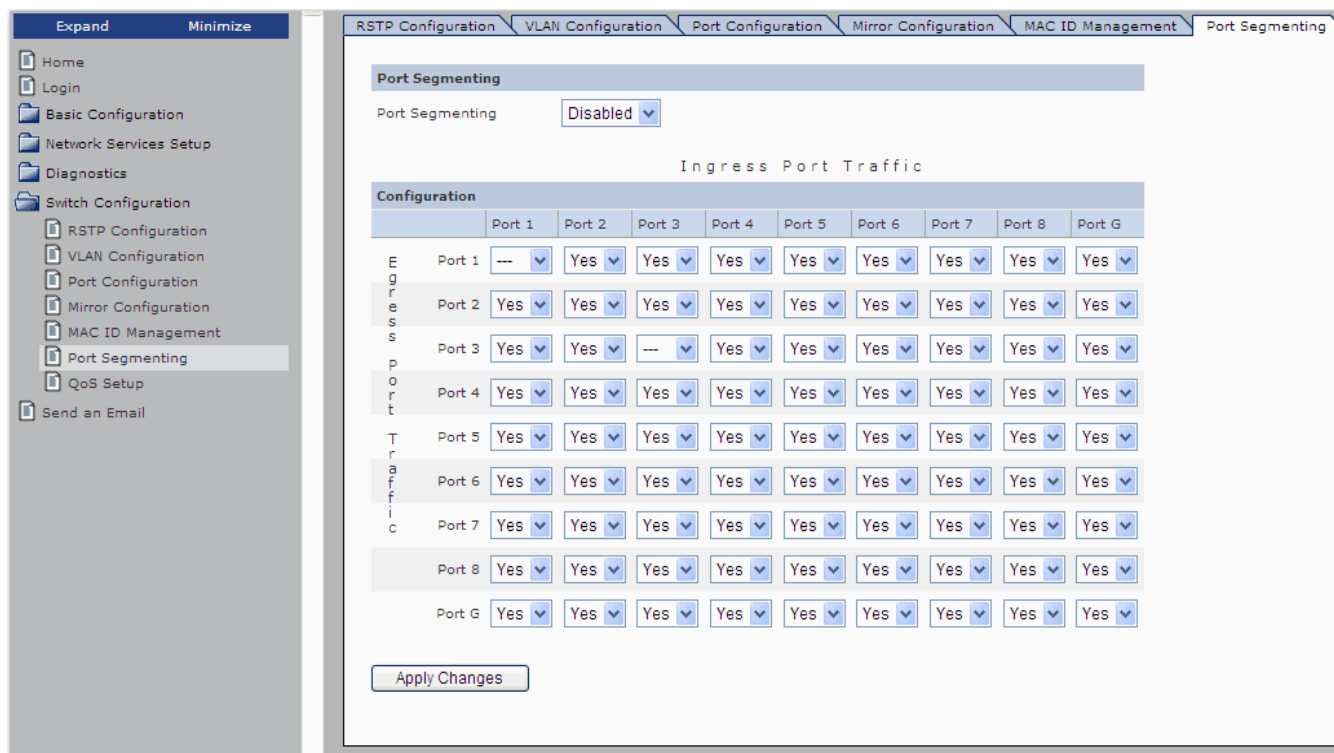 Expand Minimize
Home
Login
Basic Configuration
Network Services Setup
Diagnostics
Switch Configuration
RSTP Configuration
VLAN Configuration
Port Configuration
Mirror Configuration
MAC ID Management
Port Segmenting
QoS Setup
Send an Email
RSTP Configuration VLAN Configuration Port Configuration Mirror Configuration MAC ID Management Port Segmenting
Port Segmenting
Port Segmenting Disabled
Ingress Port Traffic
Configuration
Port 1 Port 2 Port 3 Port 4 Port 5 Port 6 Port 7 Port 8 Port G
Egress Port Traffic
Port 1 --- Yes Yes Yes Yes Yes Yes Yes Yes
Port 2 Yes Yes Yes Yes Yes Yes Yes Yes Yes
Port 3 Yes Yes --- Yes Yes Yes Yes Yes Yes
Port 4 Yes Yes Yes Yes Yes Yes Yes Yes Yes
Port 5 Yes Yes Yes Yes Yes Yes Yes Yes Yes
Port 6 Yes Yes Yes Yes Yes Yes Yes Yes Yes
Port 7 Yes Yes Yes Yes Yes Yes Yes Yes Yes
Port 8 Yes Yes Yes Yes Yes Yes Yes Yes Yes
Port G Yes Yes Yes Yes Yes Yes Yes Yes Yes
Apply Changes